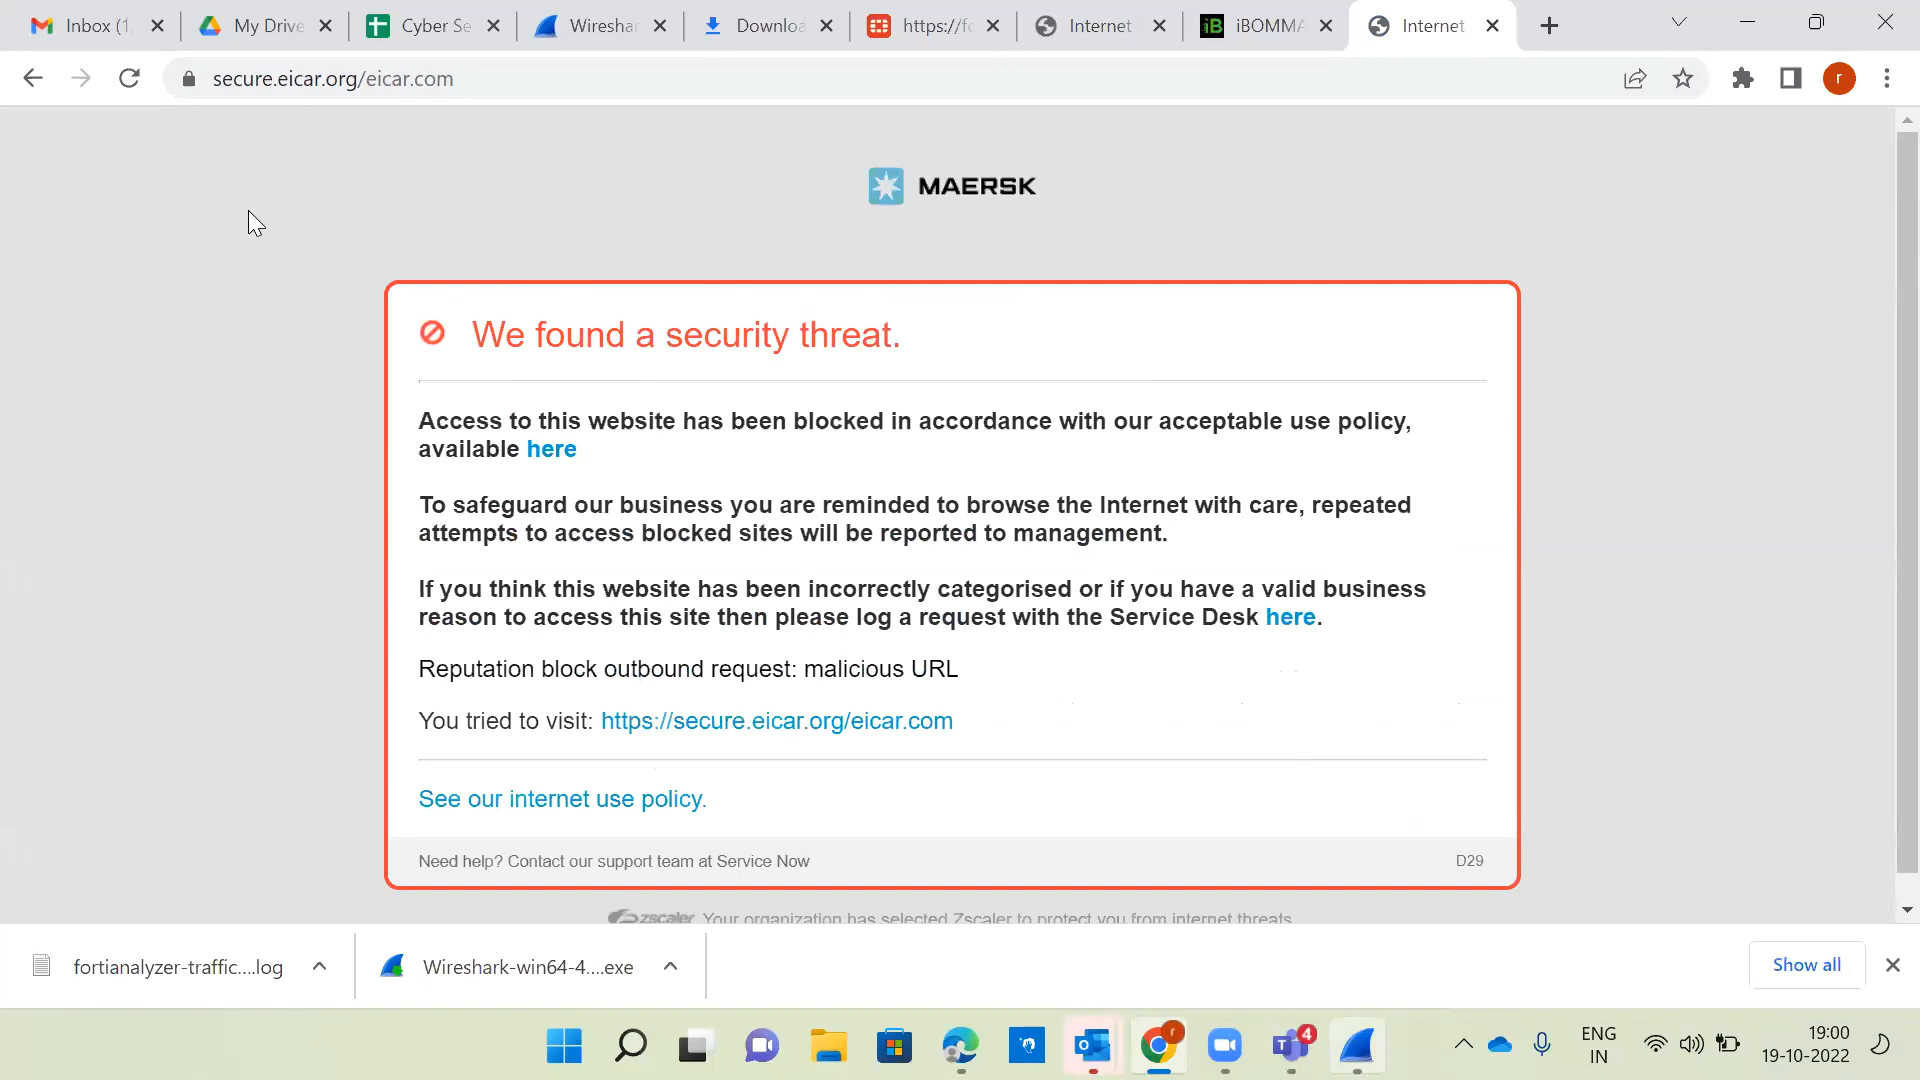 Inbox (1
My Drive
Cyber Se
Wireshar
Downloa
https://fo
Internet
iBOMMA
Internet
secure.eicar.org/eicar.com
r
MAERSK
We found a security threat.
Access to this website has been blocked in accordance with our acceptable use policy,
available here
To safeguard our business you are reminded to browse the Internet with care, repeated
attempts to access blocked sites will be reported to management.
If you think this website has been incorrectly categorised or if you have a valid business
reason to access this site then please log a request with the Service Desk here.
Reputation block outbound request: malicious URL
You tried to visit: https://secure.eicar.org/eicar.com
See our internet use policy.
Need help? Contact our support team at Service Now
D29
zscaler Your organization has selected Zscaler to protect you from internet threats
fortianalyzer-traffic....log
Wireshark-win64-4....exe
Show all
r
4
ENG
IN
19:00
19-10-2022